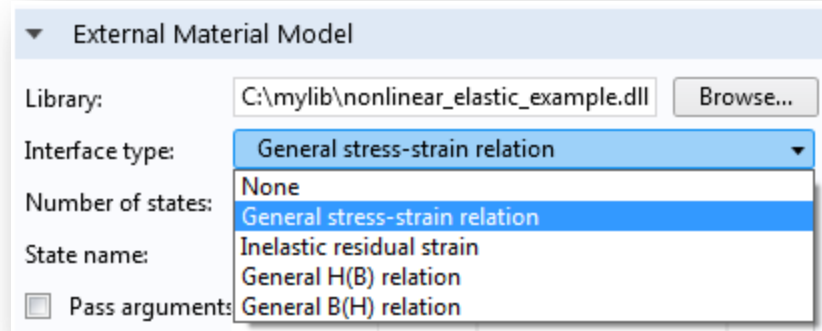 External Material Model
Library: C:\mylib\nonlinear_elastic_example.dll Browse...
Interface type: General stress-strain relation
None
Number of states: General stress-strain relation
State name: Inelastic residual strain
General H(B) relation
Pass arguments General B(H) relation